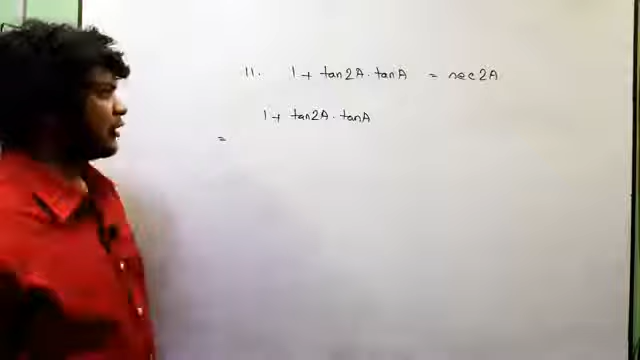 11. 1 + tan2A · tanA = sec2A
1 + tan2A · tanA
=